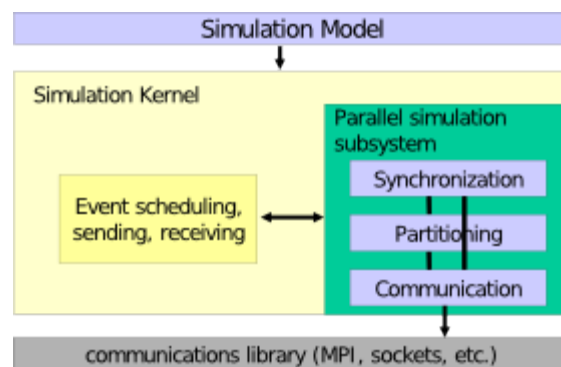 Simulation Model
Simulation Kernel
Parallel simulation
subsystem
Synchronization
Event scheduling,
sending, receiving
Partitioning
Communication
communications library (MPI, sockets, etc.)